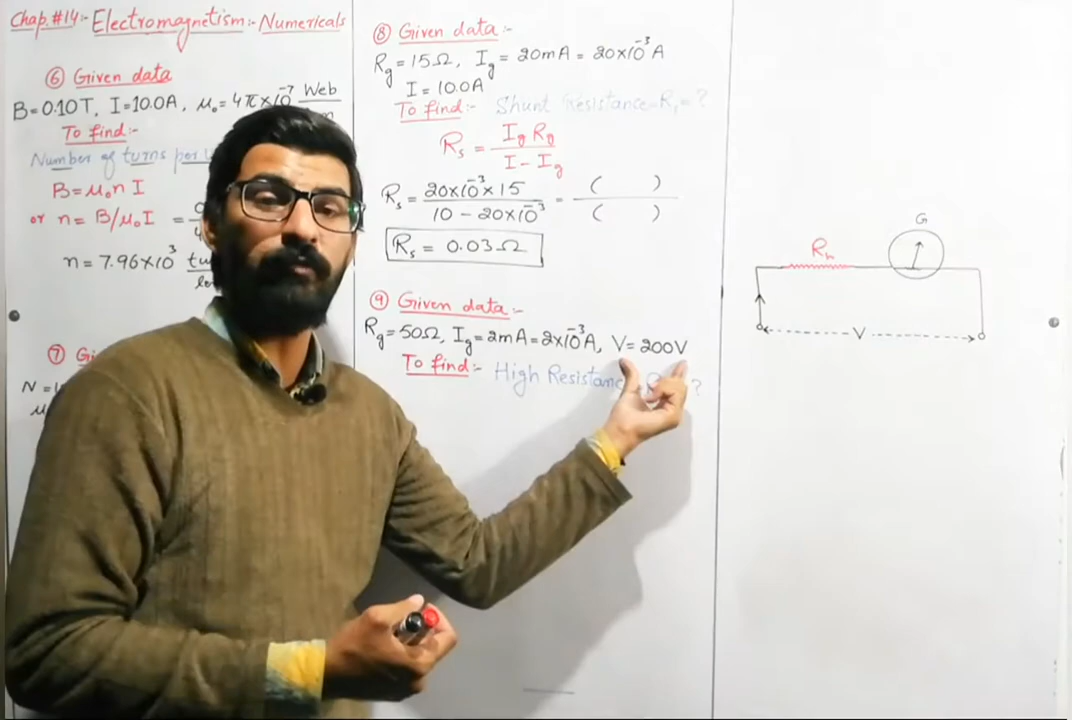 Chap.#14:- Electromagnetism:- Numericals
⑥ Given data
B=0.10T, I=10.0A, μ₀=4π×10⁻⁷ Web
To find:-
Number of turns per
B=μ₀nI
or n= B/μ₀I =
n=7.96×10³
⑦
N =
⑧ Given data:-
Rg=15Ω, Ig=20mA=20×10⁻³A
I=10.0A
To find:- Shunt Resistance=Rs=?
Rs = Ig Rg / I - Ig
Rs = 20×10⁻³×15 / 10-20×10⁻³ = ( ) / ( )
Rs = 0.03Ω
⑨ Given data:-
Rg=50Ω, Ig=2mA=2×10⁻³A, V=200V
To find:- High ?
Rh
G
V